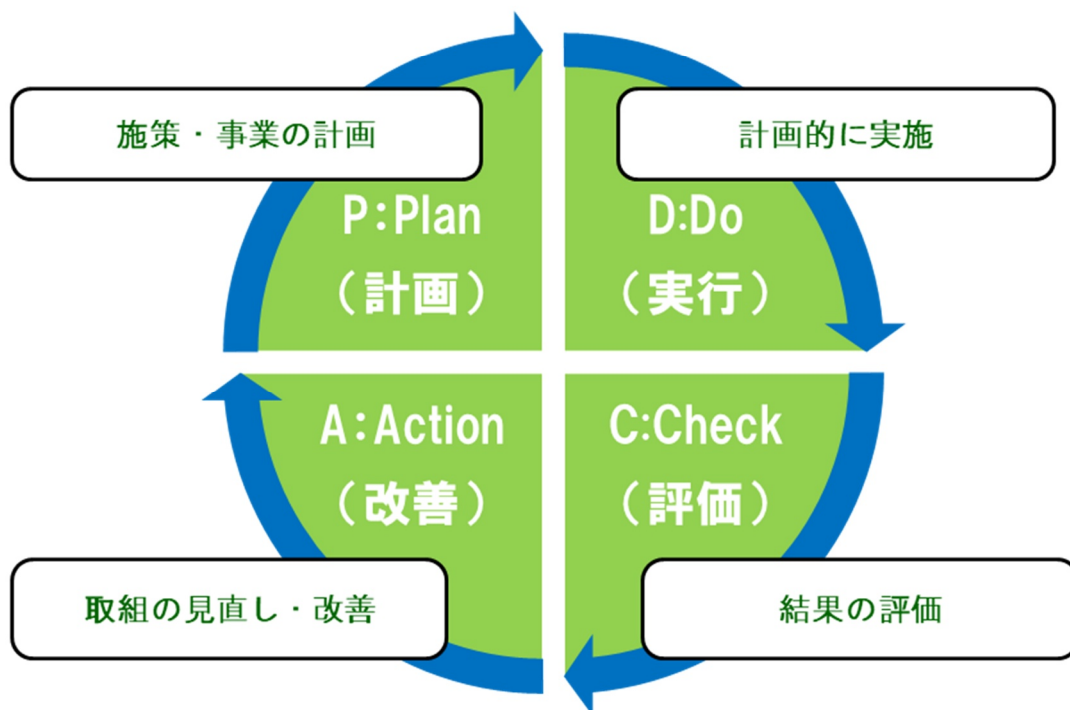 施策・事業の計画
計画的に実施
P:Plan
(計画)
D:Do
(実行)
A:Action
(改善)
C:Check
(評価)
取組の見直し・改善
結果の評価